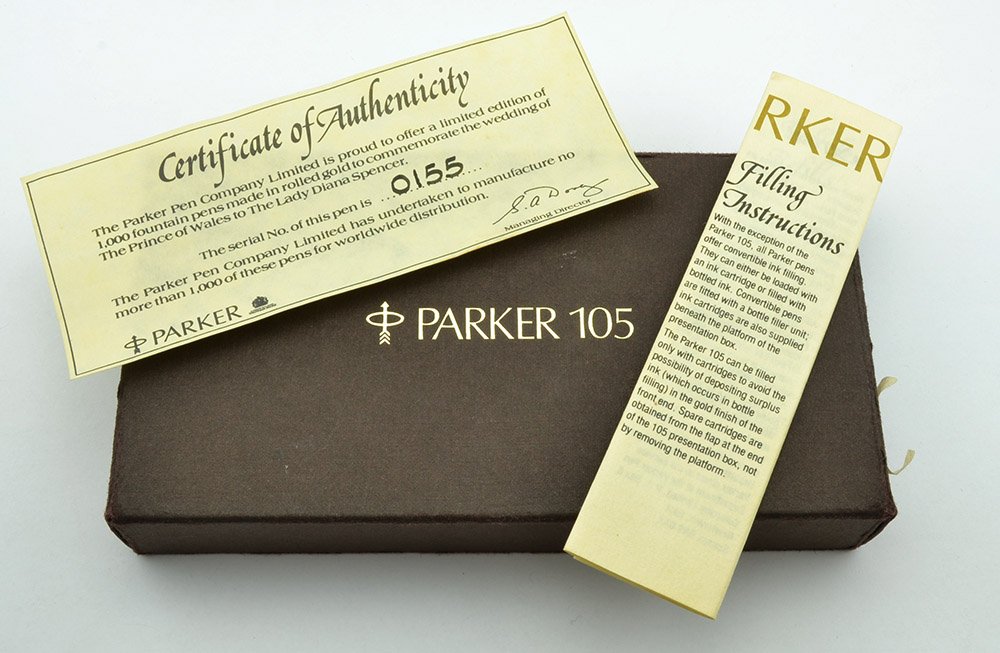 Certificate of Authenticity
The Parker Pen Company Limited is proud to offer a limited edition of
1,000 fountain pens made in rolled gold to commemorate the wedding of
The Prince of Wales to The Lady Diana Spencer.
The serial No. of this pen is ...0155....
The Parker Pen Company Limited has undertaken to manufacture no
more than 1,000 of these pens for worldwide distribution.
Managing Director
PARKER
PARKER 105
RKER
Filling
Instructions
With the exception of the
Parker 105, all Parker pens
offer convertible ink filling.
They can either be loaded with
an ink cartridge or filled with
bottled ink. Convertible pens
are fitted with a bottle filler unit;
ink cartridges are also supplied
beneath the platform of the
presentation box.
The Parker 105 can be filled
only with cartridges to avoid the
possibility of depositing surplus
ink (which occurs in bottle
filling) in the gold finish of the
front end. Spare cartridges are
obtained from the flap at the end
of the 105 presentation box, not
by removing the platform.